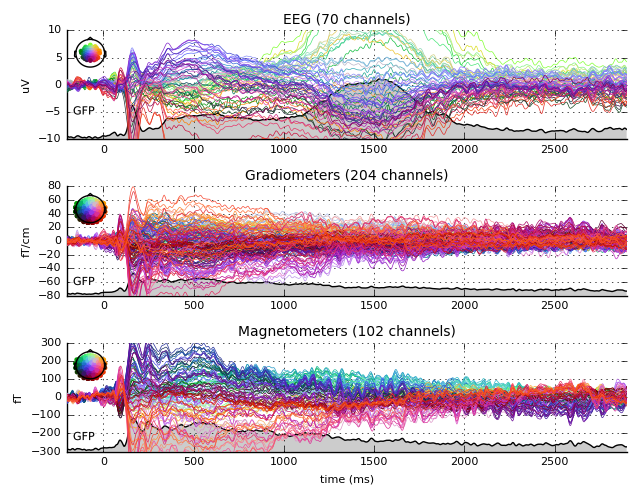 EEG (70 channels)
10
5
0
−5
−10
uV
GFP
0 500 1000 1500 2000 2500
Gradiometers (204 channels)
80
60
40
20
0
−20
−40
−60
−80
fT/cm
GFP
0 500 1000 1500 2000 2500
Magnetometers (102 channels)
300
200
100
0
−100
−200
−300
fT
GFP
0 500 1000 1500 2000 2500
time (ms)